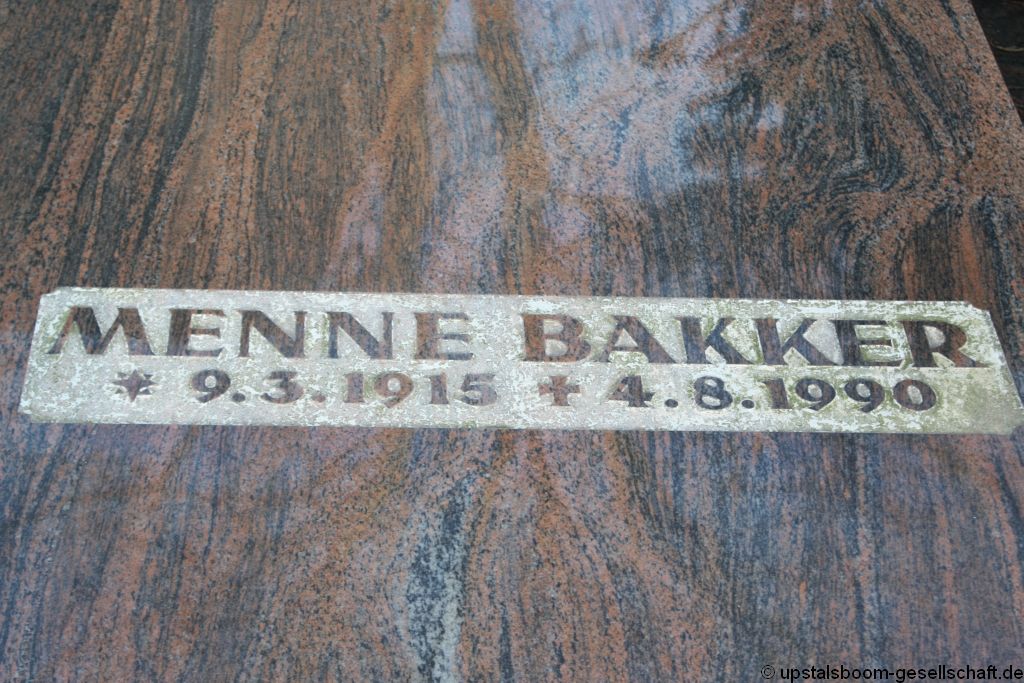 MENNE BAKKER
* 9.3.1915 † 4.8.1990
© upstalsboom-gesellschaft.de